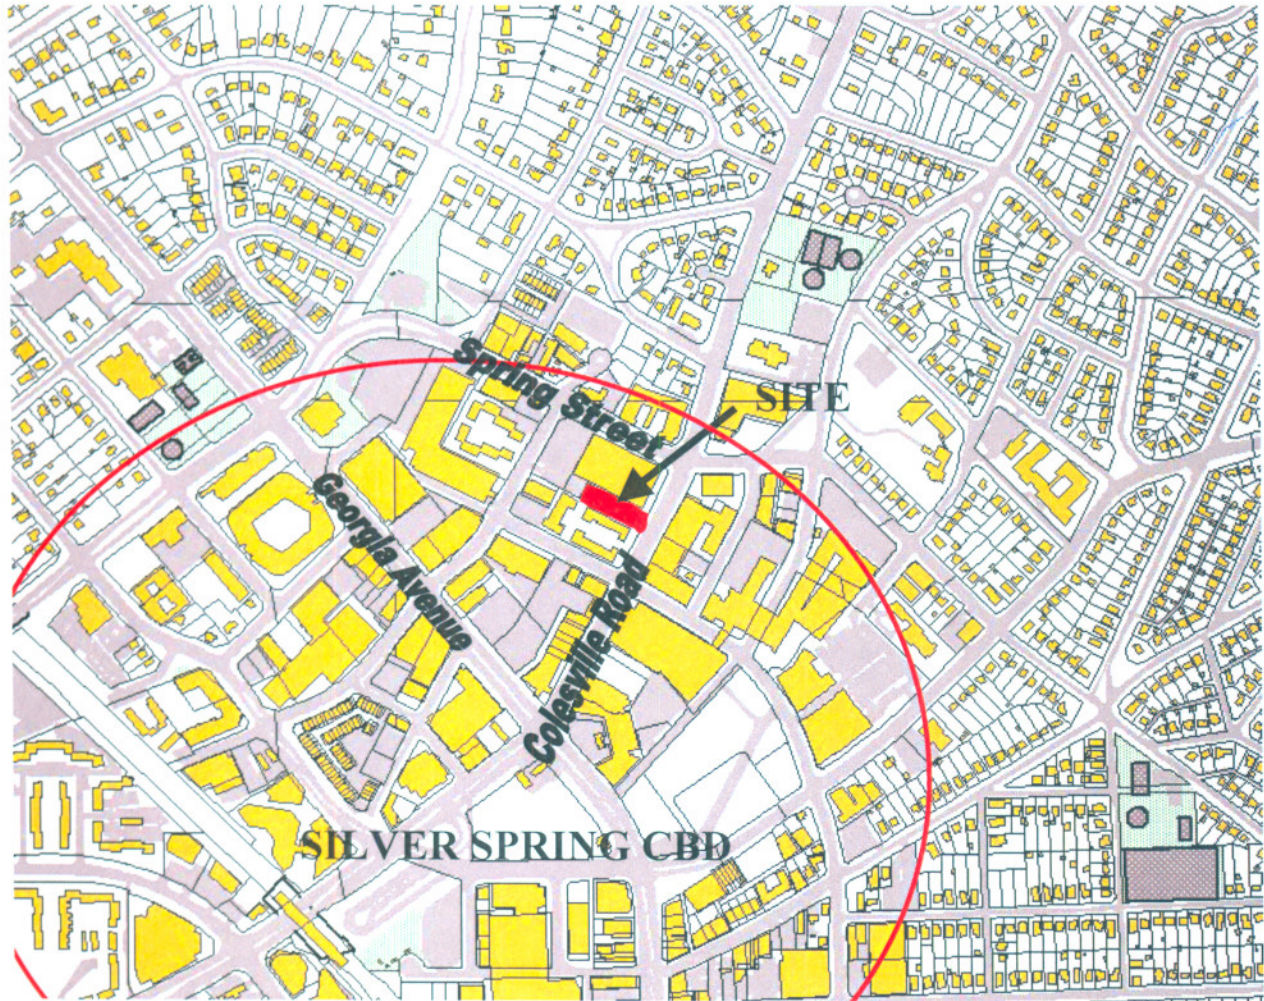 SITE
Spring Street
Georgia Avenue
Colesville Road
SILVER SPRING CBD